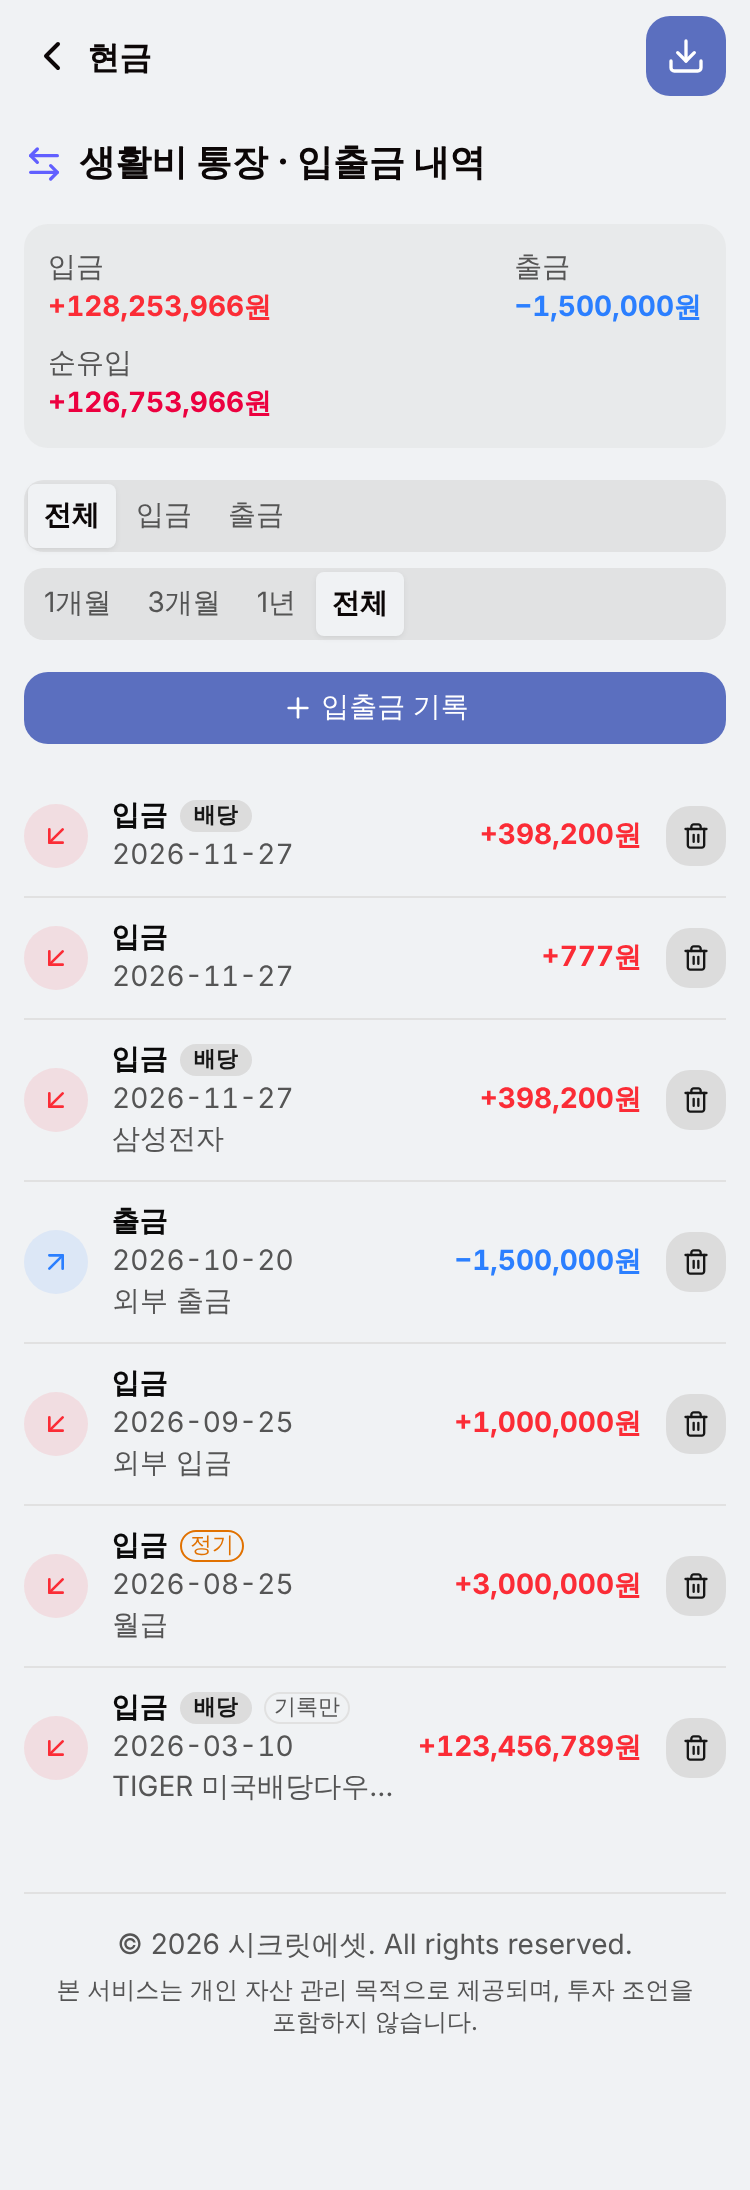 현금
생활비 통장 · 입출금 내역
입금 출금
+128,253,966원 −1,500,000원
순유입
+126,753,966원
전체 입금 출금
1개월 3개월 1년 전체
+ 입출금 기록
입금 배당
2026-11-27
+398,200원
입금
2026-11-27
+777원
입금 배당
2026-11-27
+398,200원
삼성전자
출금
2026-10-20
−1,500,000원
외부 출금
입금
2026-09-25
+1,000,000원
외부 입금
입금 정기
2026-08-25
+3,000,000원
월급
입금 배당 기록만
2026-03-10
+123,456,789원
TIGER 미국배당다우...
© 2026 시크릿에셋. All rights reserved.
본 서비스는 개인 자산 관리 목적으로 제공되며, 투자 조언을
포함하지 않습니다.